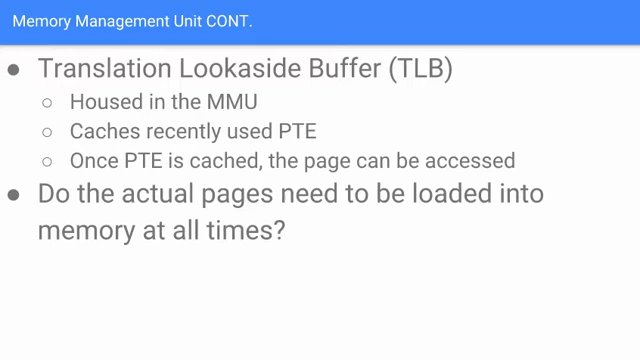 Memory Management Unit CONT.
● Translation Lookaside Buffer (TLB)
○ Housed in the MMU
○ Caches recently used PTE
○ Once PTE is cached, the page can be accessed
● Do the actual pages need to be loaded into
memory at all times?